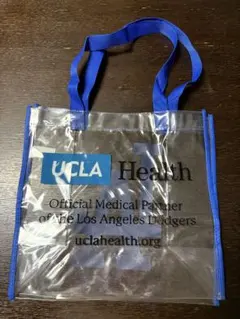 UCLA Health
Official Medical Partner
of the Los Angeles Dodgers
uclahealth.org